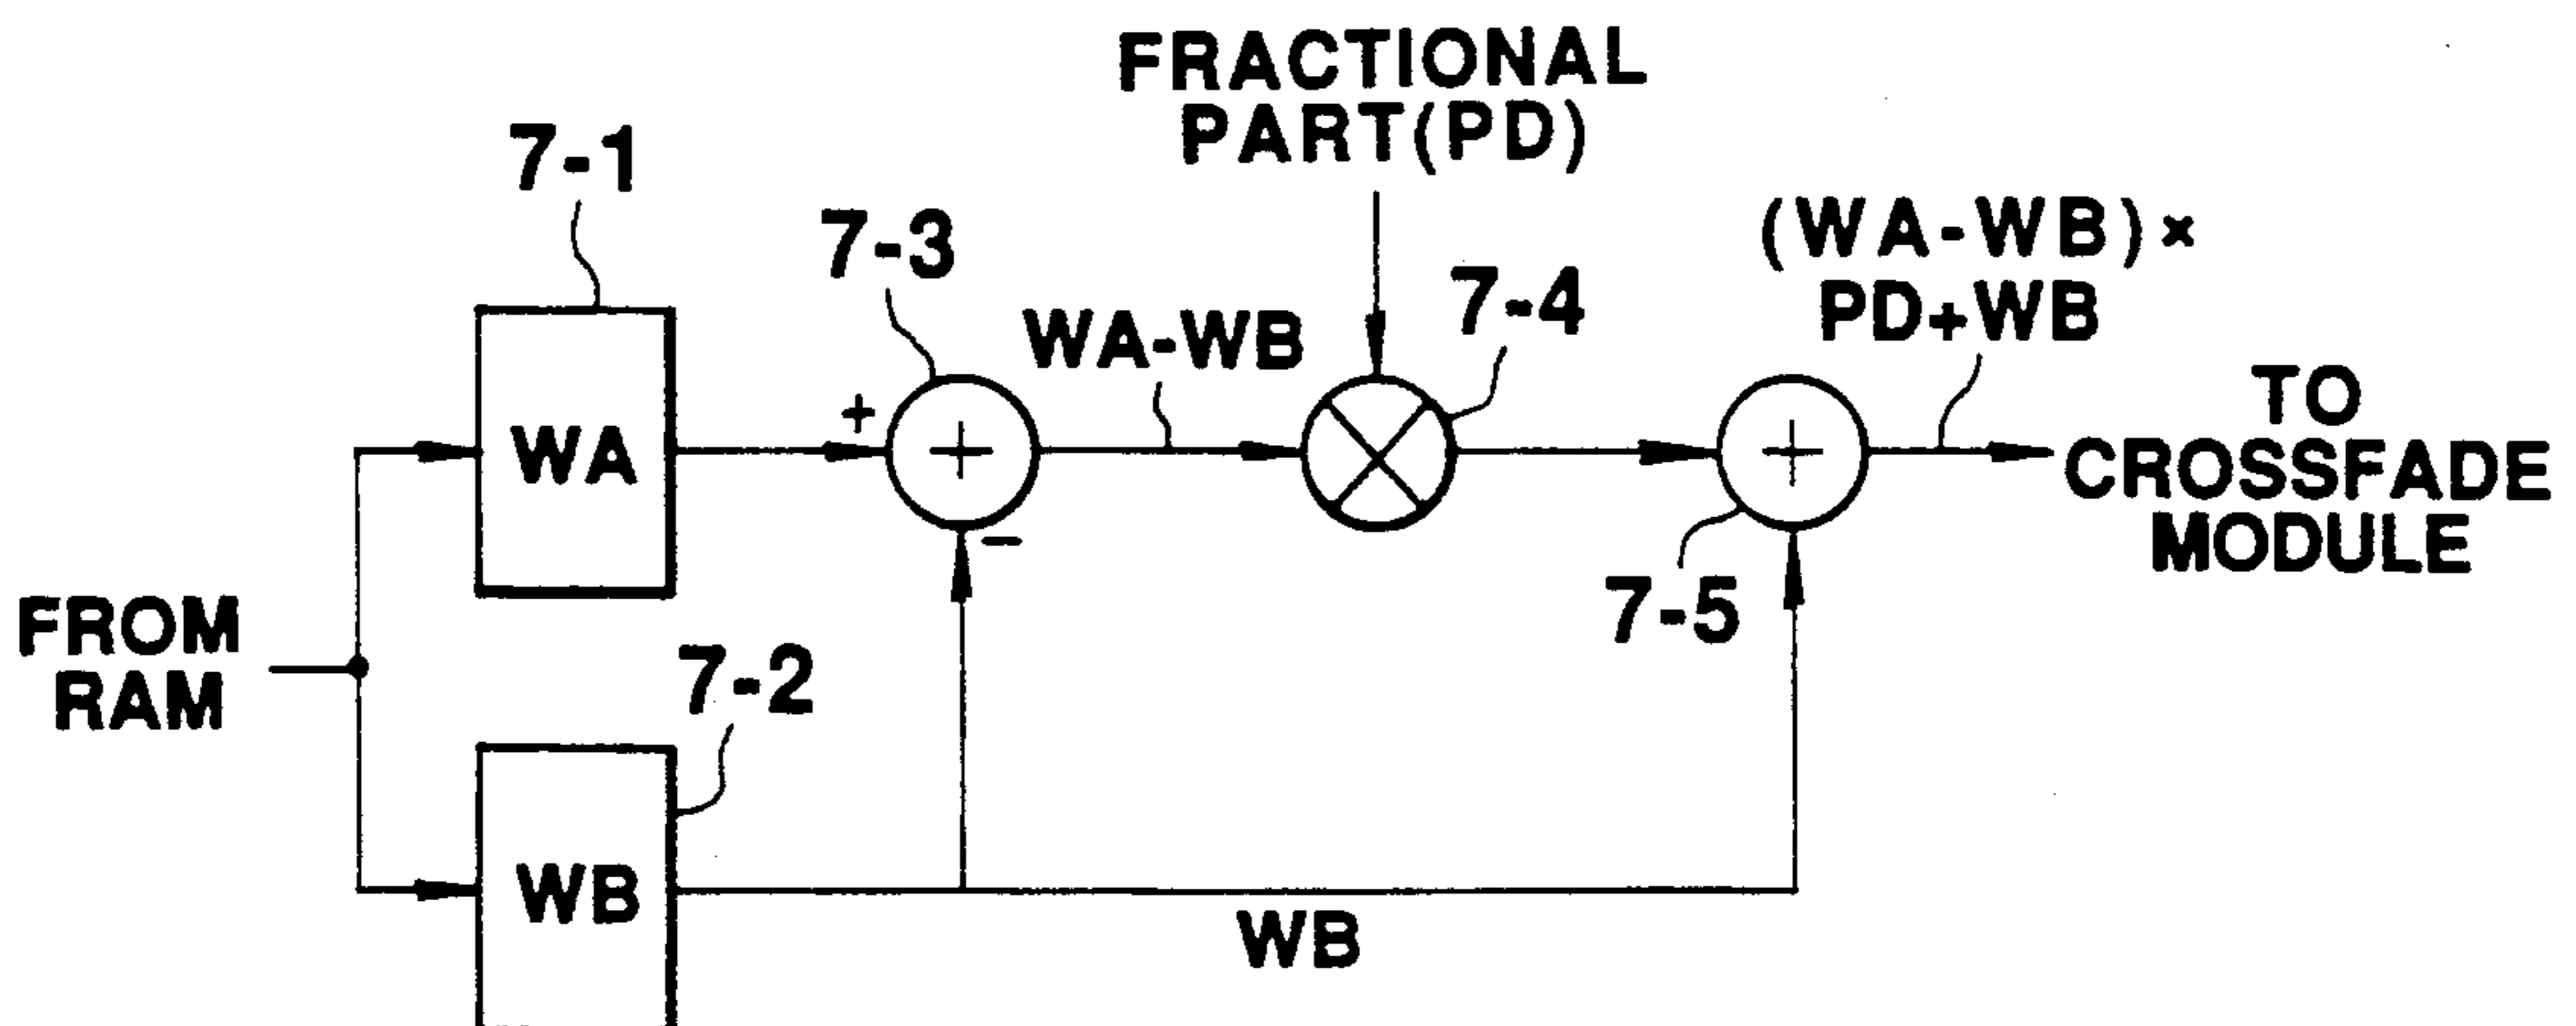 FRACTIONAL
PART(PD)
7-1
7-3
(WA-WB)×
PD+WB
7-4
WA-WB
TO
CROSSFADE
MODULE
+
WA
+
+
−
FROM
RAM
7-5
7-2
WB
WB